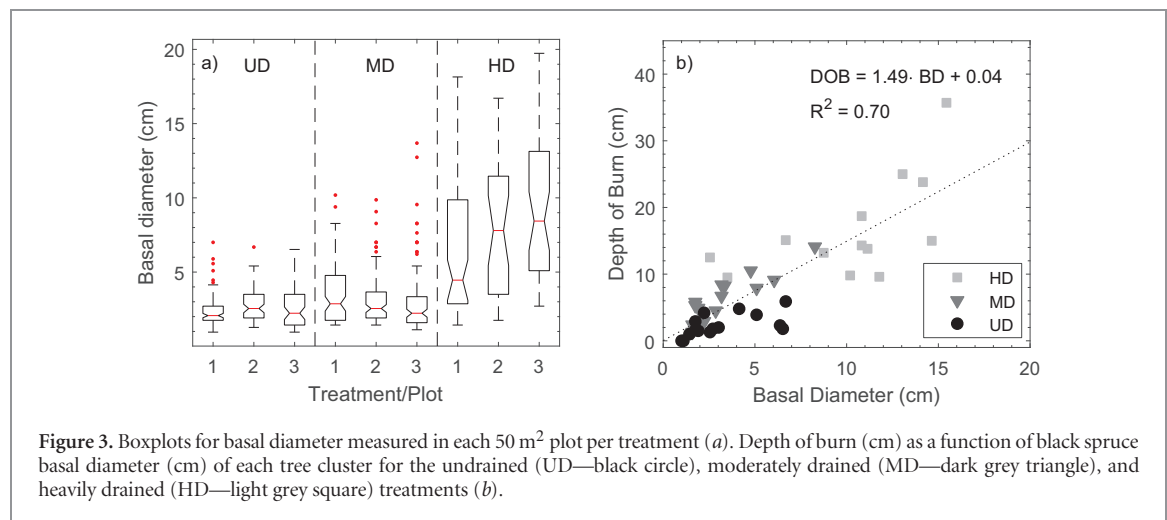 a)
UD
MD
HD
20
15
10
5
Basal diameter (cm)
1 2 3 1 2 3 1 2 3
Treatment/Plot
b)
DOB = 1.49· BD + 0.04
R² = 0.70
40
30
20
10
0
Depth of Burn (cm)
HD
MD
UD
0 5 10 15 20
Basal Diameter (cm)
Figure 3. Boxplots for basal diameter measured in each 50 m² plot per treatment (a). Depth of burn (cm) as a function of black spruce
basal diameter (cm) of each tree cluster for the undrained (UD—black circle), moderately drained (MD—dark grey triangle), and
heavily drained (HD—light grey square) treatments (b).